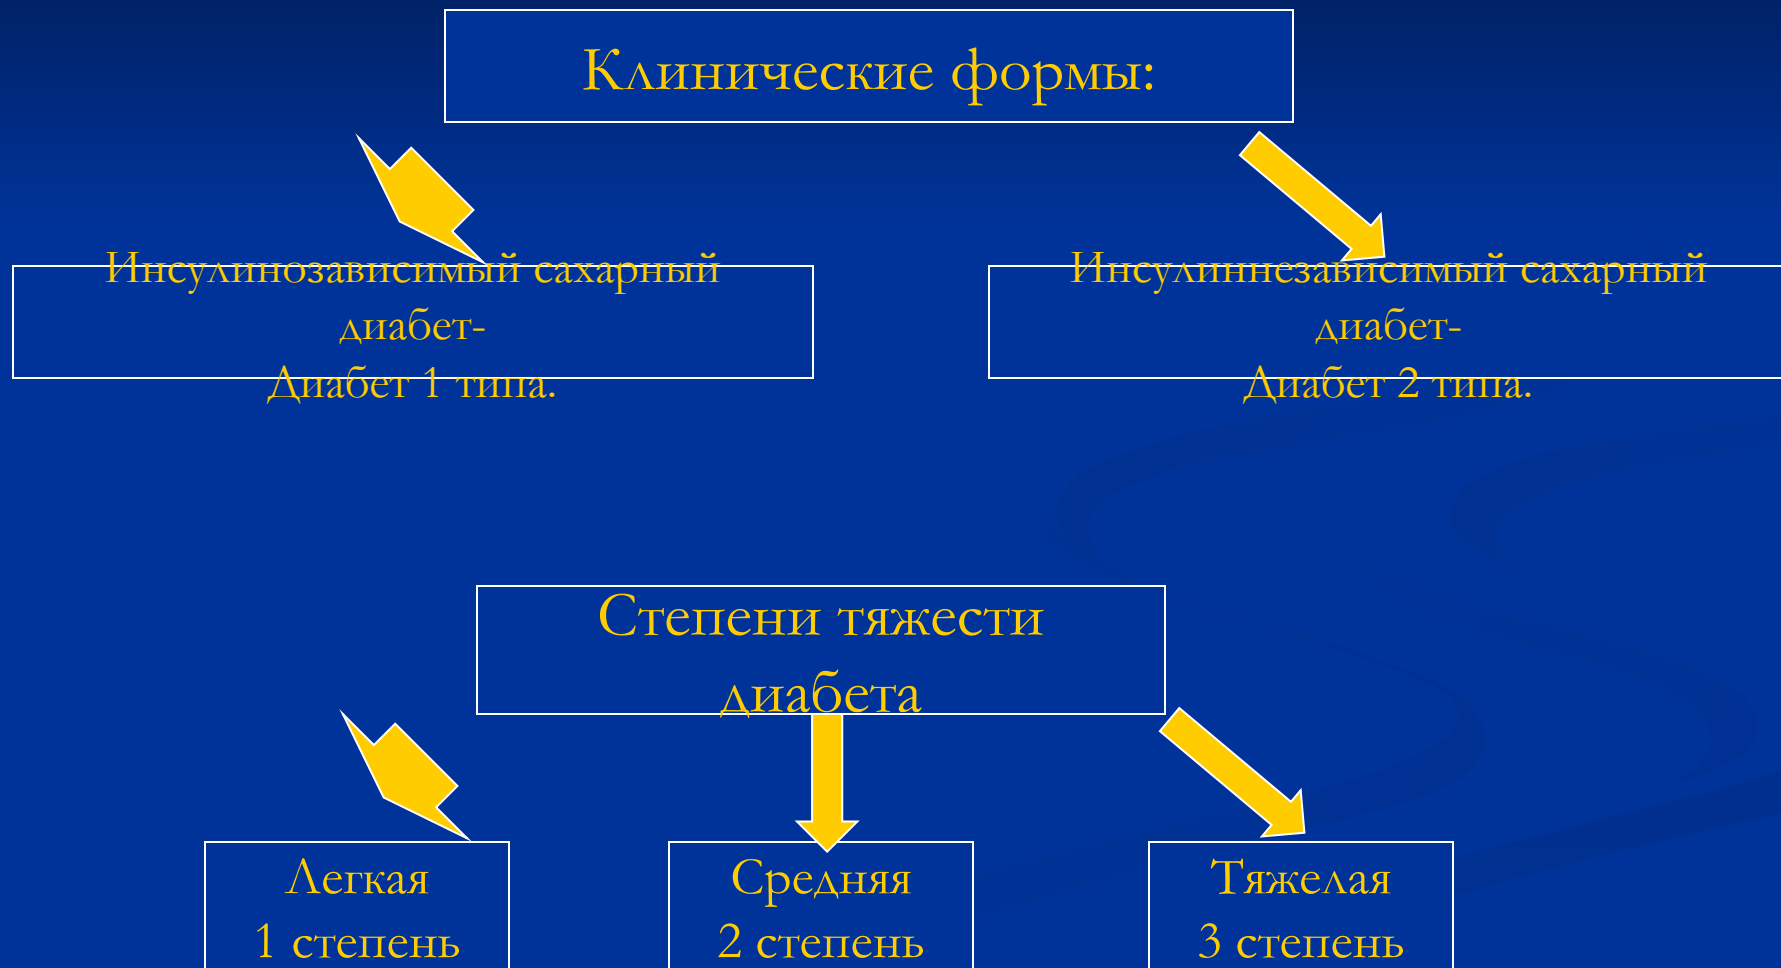 Клинические формы:
Инсулинозависимый сахарный
диабет-
Диабет 1 типа.
Инсулиннезависимый сахарный
диабет-
Диабет 2 типа.
Степени тяжести
диабета
Легкая
1 степень
Средняя
2 степень
Тяжелая
3 степень